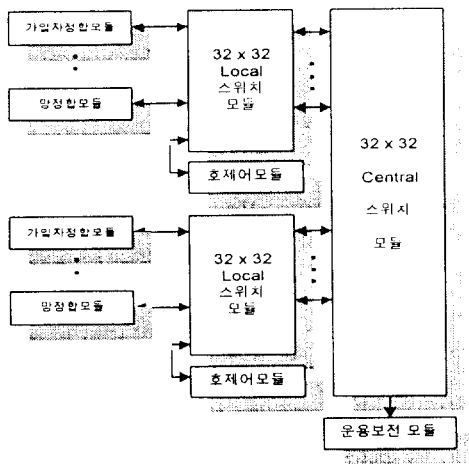 가입자정합모듈
망정합모듈
32 x 32
Local
스위치
모듈
호제어모듈
가입자정합모듈
망정합모듈
32 x 32
Local
스위치
모듈
호제어모듈
32 x 32
Central
스위치
모듈
운용보전 모듈